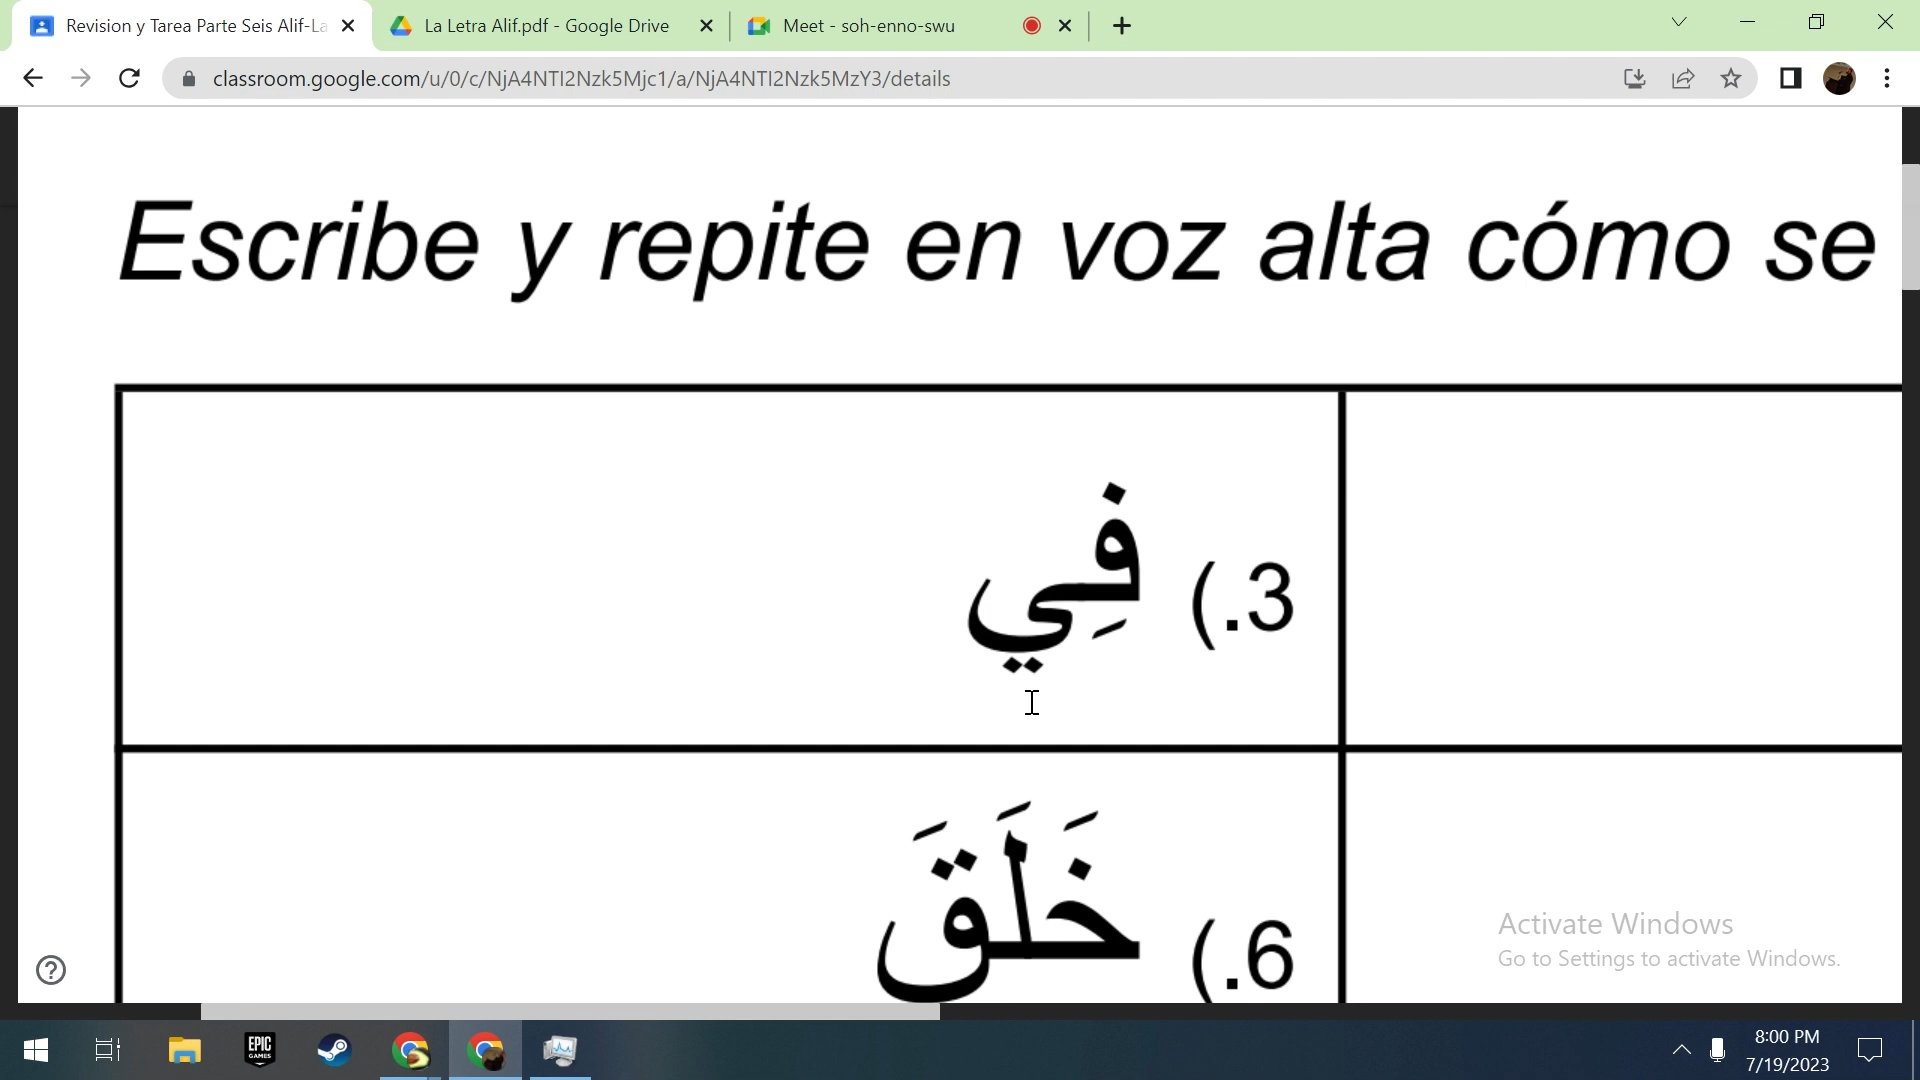 Revision y Tarea Parte Seis Alif-La
La Letra Alif.pdf - Google Drive
Meet - soh-enno-swu
classroom.google.com/u/0/c/NjA4NTI2Nzk5Mjc1/a/NjA4NTI2Nzk5MzY3/details
Escribe y repite en voz alta cómo se
3.) فِي
6.) خَلَقَ
Activate Windows
Go to Settings to activate Windows.
EPIC
GAMES
8:00 PM
7/19/2023